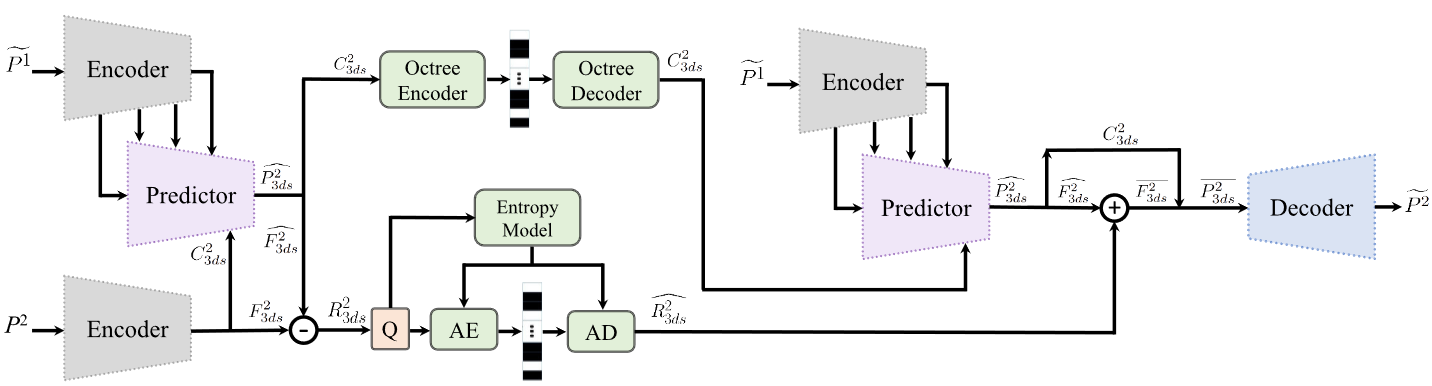 $\widetilde{P^1}$
Encoder
Predictor
$\widehat{P^2_{3ds}}$
$\widehat{F^2_{3ds}}$
$C^2_{3ds}$
$P^2$
Encoder
$F^2_{3ds}$
-
$R^2_{3ds}$
Q
$C^2_{3ds}$
Octree
Encoder
Octree
Decoder
$C^2_{3ds}$
Entropy
Model
AE
AD
$\widehat{R^2_{3ds}}$
$\widetilde{P^1}$
Encoder
Predictor
$\widehat{P^2_{3ds}}$
$C^2_{3ds}$
$\widehat{F^2_{3ds}}$
+
$\overline{F^2_{3ds}}$
$\overline{P^2_{3ds}}$
Decoder
$\widetilde{P^2}$